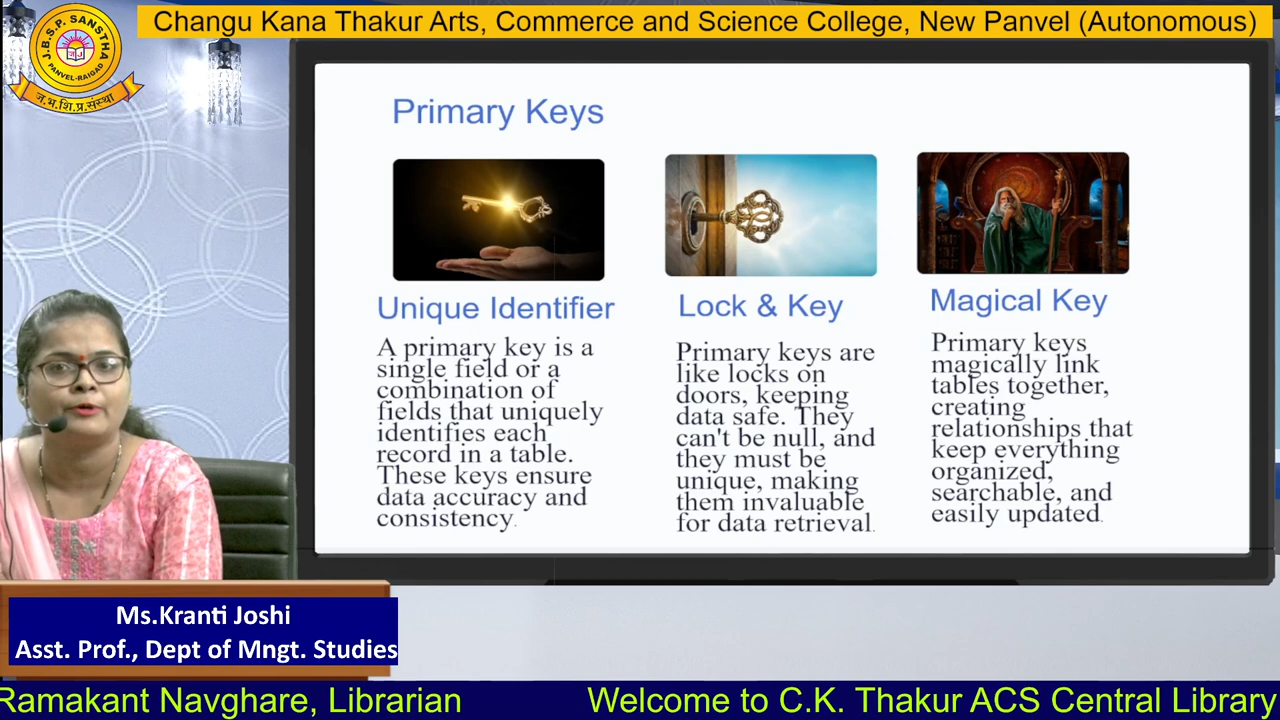 Changu Kana Thakur Arts, Commerce and Science College, New Panvel (Autonomous)
J.B.S.P. SANSTHA
PANVEL-RAIGAD
ज.भ.शि.प्र.संस्था
Primary Keys
Unique Identifier
A primary key is a
single field or a
combination of
fields that uniquely
identifies each
record in a table.
These keys ensure
data accuracy and
consistency.
Lock & Key
Primary keys are
like locks on
doors, keeping
data safe. They
can't be null, and
they must be
unique, making
them invaluable
for data retrieval.
Magical Key
Primary keys
magically link
tables together,
creating
relationships that
keep everything
organized,
searchable, and
easily updated.
Ms.Kranti Joshi
Asst. Prof., Dept of Mngt. Studies
Ramakant Navghare, Librarian
Welcome to C.K. Thakur ACS Central Library